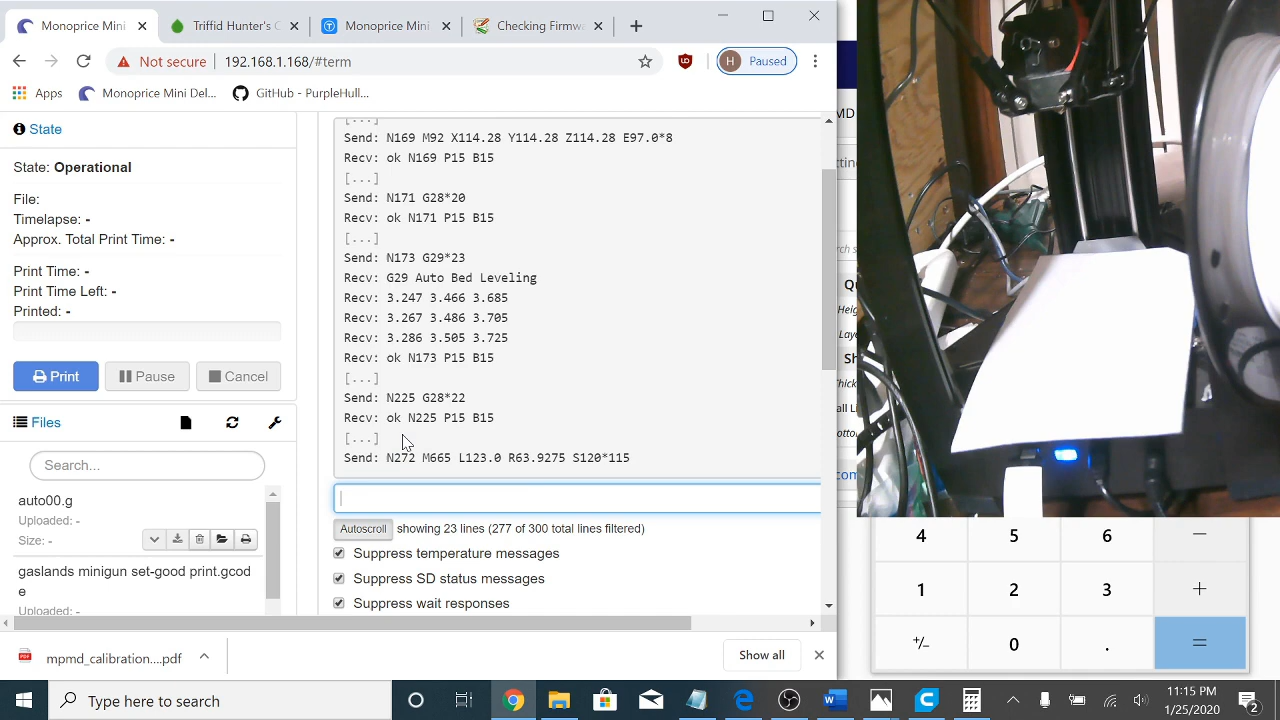 Monoprice Mini
Triffid Hunter's C
Monoprice Mini
Checking Firmw
Not secure
192.168.1.168/#term
H Paused
Apps
Monoprice Mini Del...
GitHub - PurpleHull...
State
State: Operational
File:
Timelapse: -
Approx. Total Print Time: -
Print Time: -
Print Time Left: -
Printed: -
Print
Pause
Cancel
Files
Search...
auto00.g
Uploaded: -
Size: -
gaslands minigun set-good print.gcod
e
Uploaded: -
[...]
Send: N169 M92 X114.28 Y114.28 Z114.28 E97.0*8
Recv: ok N169 P15 B15
[...]
Send: N171 G28*20
Recv: ok N171 P15 B15
[...]
Send: N173 G29*23
Recv: G29 Auto Bed Leveling
Recv: 3.247 3.466 3.685
Recv: 3.267 3.486 3.705
Recv: 3.286 3.505 3.725
Recv: ok N173 P15 B15
[...]
Send: N225 G28*22
Recv: ok N225 P15 B15
[...]
Send: N272 M665 L123.0 R63.9275 S120*115
Autoscroll
showing 23 lines (277 of 300 total lines filtered)
Suppress temperature messages
Suppress SD status messages
Suppress wait responses
mpmd_calibration....pdf
Show all
MD
4 5 6 −
1 2 3 +
+/− 0 . =
Type here to search
11:15 PM
1/25/2020
2